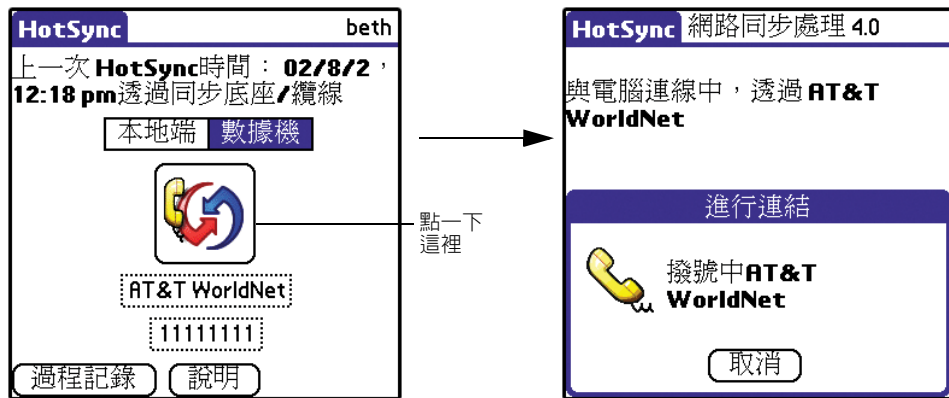 HotSync beth
上一次 HotSync時間： 02/8/2，
12:18 pm透過同步底座/纜線
本地端 數據機
點一下
這裡
AT&T WorldNet
11111111
過程記錄 說明
HotSync 網路同步處理 4.0
與電腦連線中，透過 AT&T
WorldNet
進行連結
撥號中AT&T
WorldNet
取消